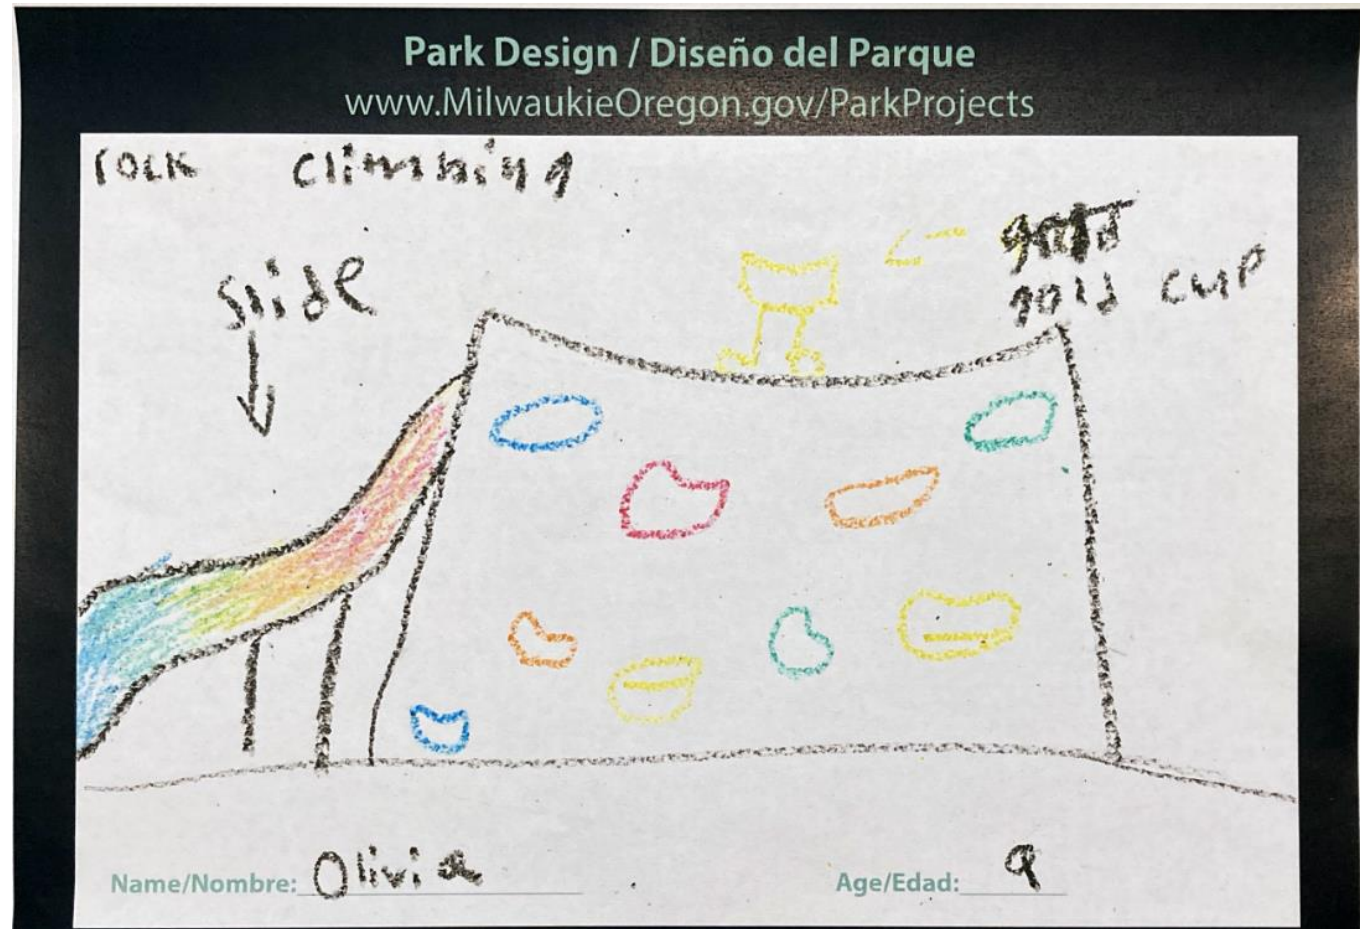 Park Design / Diseño del Parque
www.MilwaukieOregon.gov/ParkProjects
rock climbing
Slide
gold cup
Name/Nombre: Olivia
Age/Edad: 9